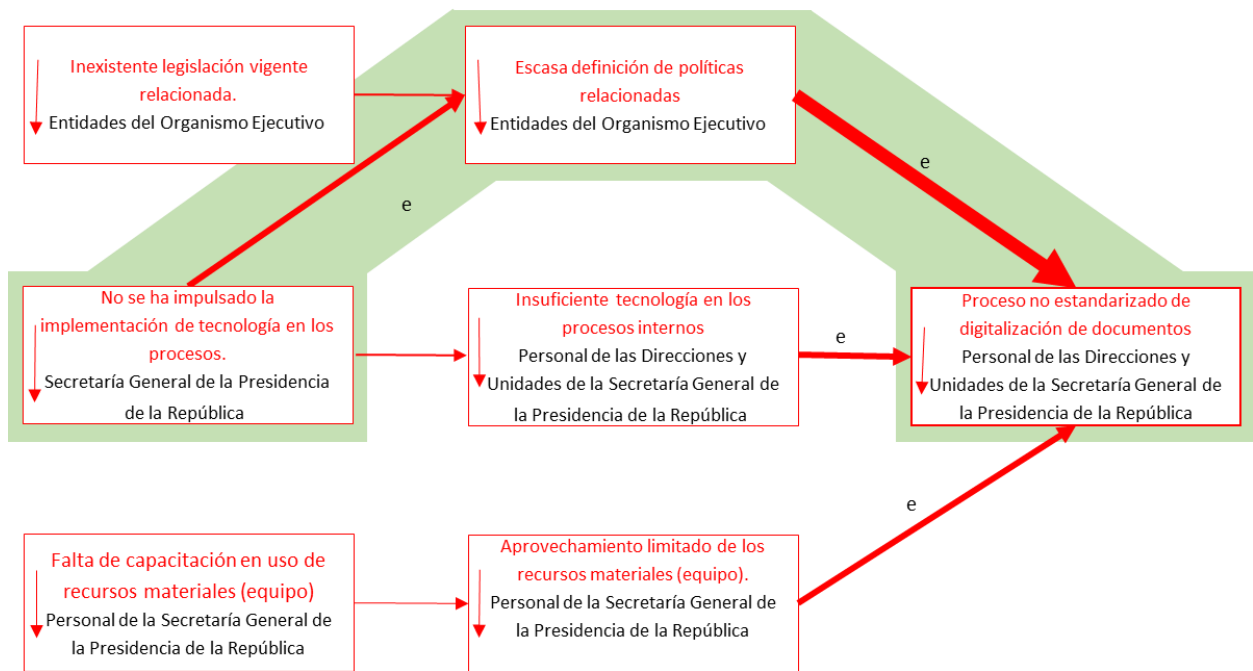 Inexistente legislación vigente
relacionada.
Entidades del Organismo Ejecutivo
Escasa definición de políticas
relacionadas
Entidades del Organismo Ejecutivo
e
e
No se ha impulsado la
implementación de tecnología en los
procesos.
Secretaría General de la Presidencia
de la República
Insuficiente tecnología en los
procesos internos
Personal de las Direcciones y
Unidades de la Secretaría General de
la Presidencia de la República
e
Proceso no estandarizado de
digitalización de documentos
Personal de las Direcciones y
Unidades de la Secretaría General de
la Presidencia de la República
e
Falta de capacitación en uso de
recursos materiales (equipo)
Personal de la Secretaría General de
la Presidencia de la República
Aprovechamiento limitado de los
recursos materiales (equipo).
Personal de la Secretaría General de
la Presidencia de la República